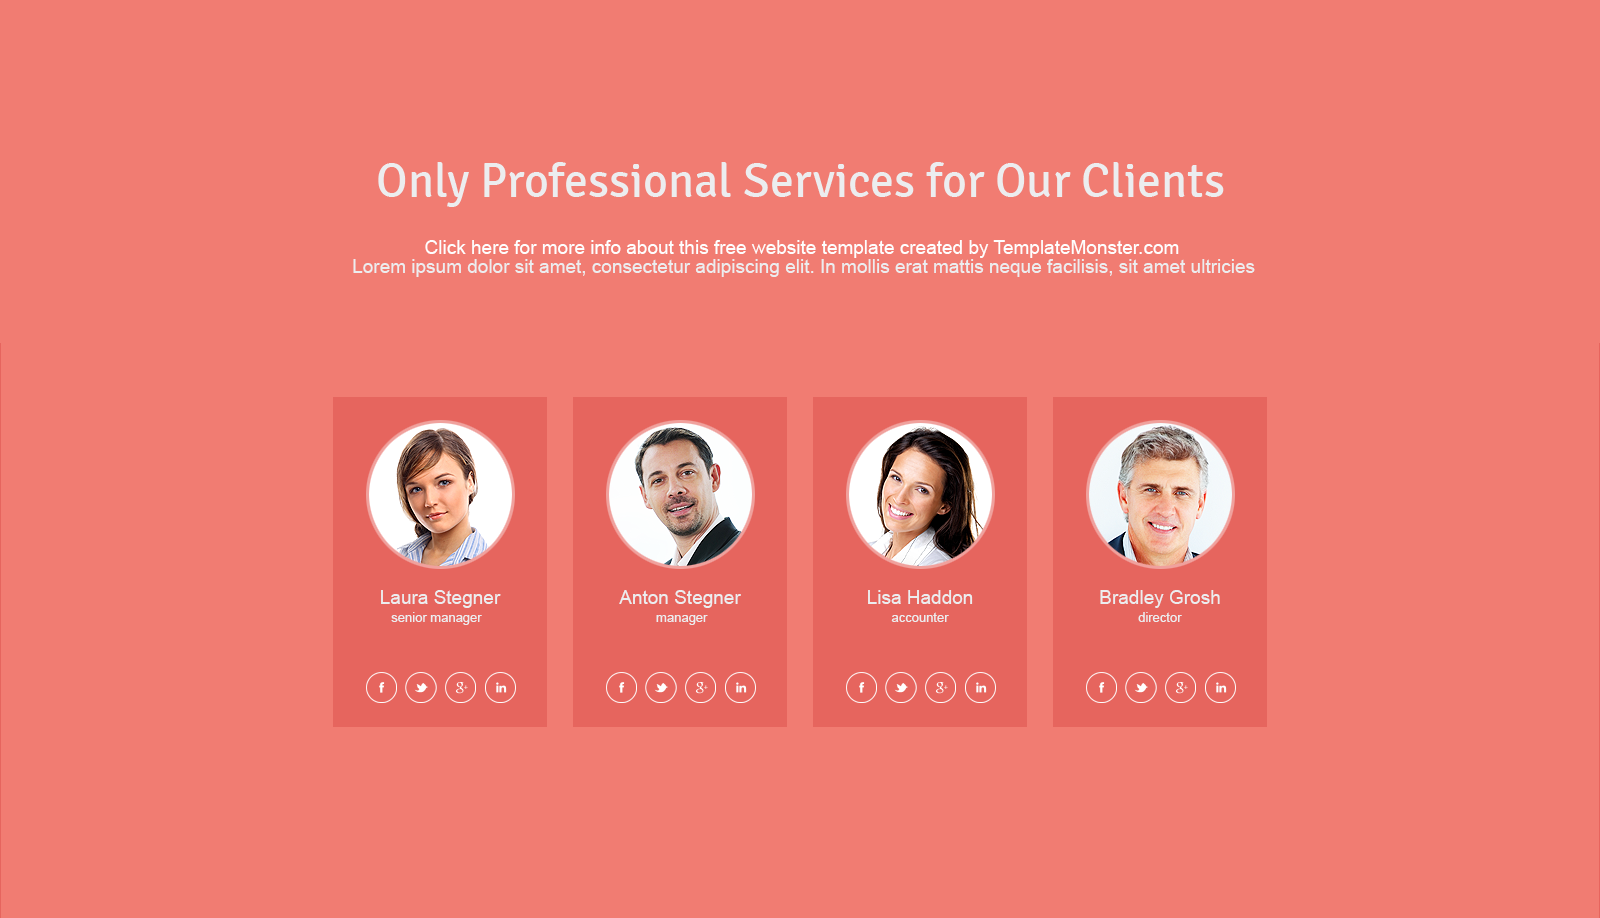 Only Professional Services for Our Clients
Click here for more info about this free website template created by TemplateMonster.com
Lorem ipsum dolor sit amet, consectetur adipiscing elit. In mollis erat mattis neque facilisis, sit amet ultricies
Laura Stegner
senior manager
f g+ in
Anton Stegner
manager
f g+ in
Lisa Haddon
accounter
f g+ in
Bradley Grosh
director
f g+ in